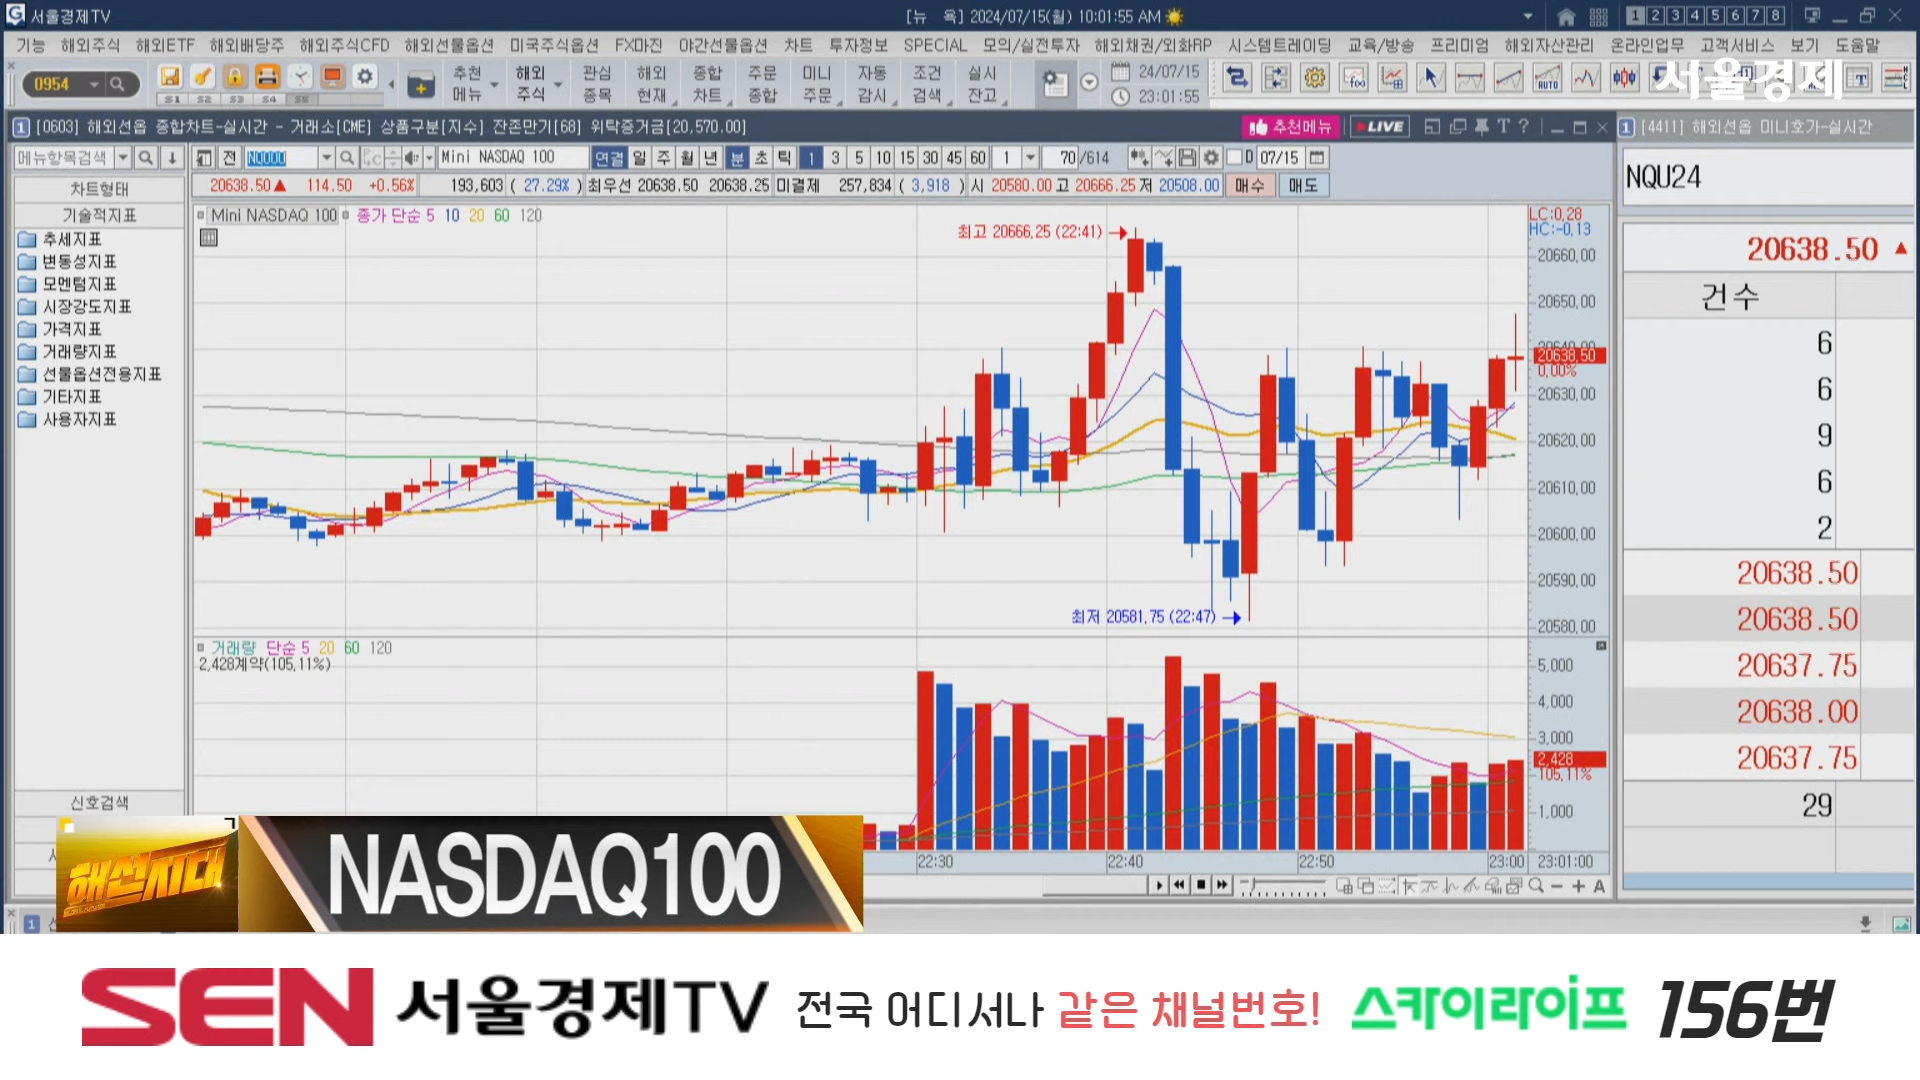 서울경제TV
[뉴 욕] 2024/07/15(월) 10:01:55 AM
1 2 3 4 5 6 7 8
기능 해외주식 해외ETF 해외배당주 해외주식CFD 해외선물옵션 미국주식옵션 FX마진 야간선물옵션 차트 투자정보 SPECIAL 모의/실전투자 해외채권/외화RP 시스템트레이딩 교육/방송 프리미엄 해외자산관리 온라인업무 고객서비스 보기 도움말
0954
S1 S2 S3 S4 S5
추천 메뉴
해외 주식
관심 종목
해외 현재
종합 차트
주문 종합
미니 주문
자동 감시
조건 검색
실시 잔고
24/07/15
23:01:55
서울경제
1 [0603] 해외선옵 종합차트-실시간 - 거래소[CME] 상품구분[지수] 잔존만기[68] 위탁증거금[20,570.00]
추천메뉴 LIVE
1 [4411] 해외선옵 미니호가-실시간
메뉴항목검색 전 Mini NASDAQ 100 연결 일 주 월 년 분 초 틱 1 3 5 10 15 30 45 60 1 70 /614 D 07/15
20638.50▲ 114.50 +0.56% 193,603 ( 27.29% ) 최우선 20638.50 20638.25 미결제 257,834 ( 3,918 ) 시 20580.00 고 20666.25 저 20508.00 매수 매도
차트형태
기술적지표
추세지표
변동성지표
모멘텀지표
시장강도지표
가격지표
거래량지표
선물옵션전용지표
기타지표
사용자지표
신호검색
Mini NASDAQ 100 종가 단순 5 10 20 60 120
최고 20666.25 (22:41)
최저 20581.75 (22:47)
LC:0.28
HC:-0.13
20660.00
20650.00
20638.50
0.00%
20630.00
20620.00
20610.00
20600.00
20590.00
20580.00
거래량 단순 5 20 60 120
2,428계약(105.11%)
5,000
4,000
3,000
2,428
105.11%
1,000
22:30 22:40 22:50 23:00 23:01:00
NQU24
20638.50 ▲
건수
6
6
9
6
2
20638.50
20638.50
20637.75
20638.00
20637.75
29
해선시대
NASDAQ100
SEN 서울경제TV 전국 어디서나 같은 채널번호! 스카이라이프 156번